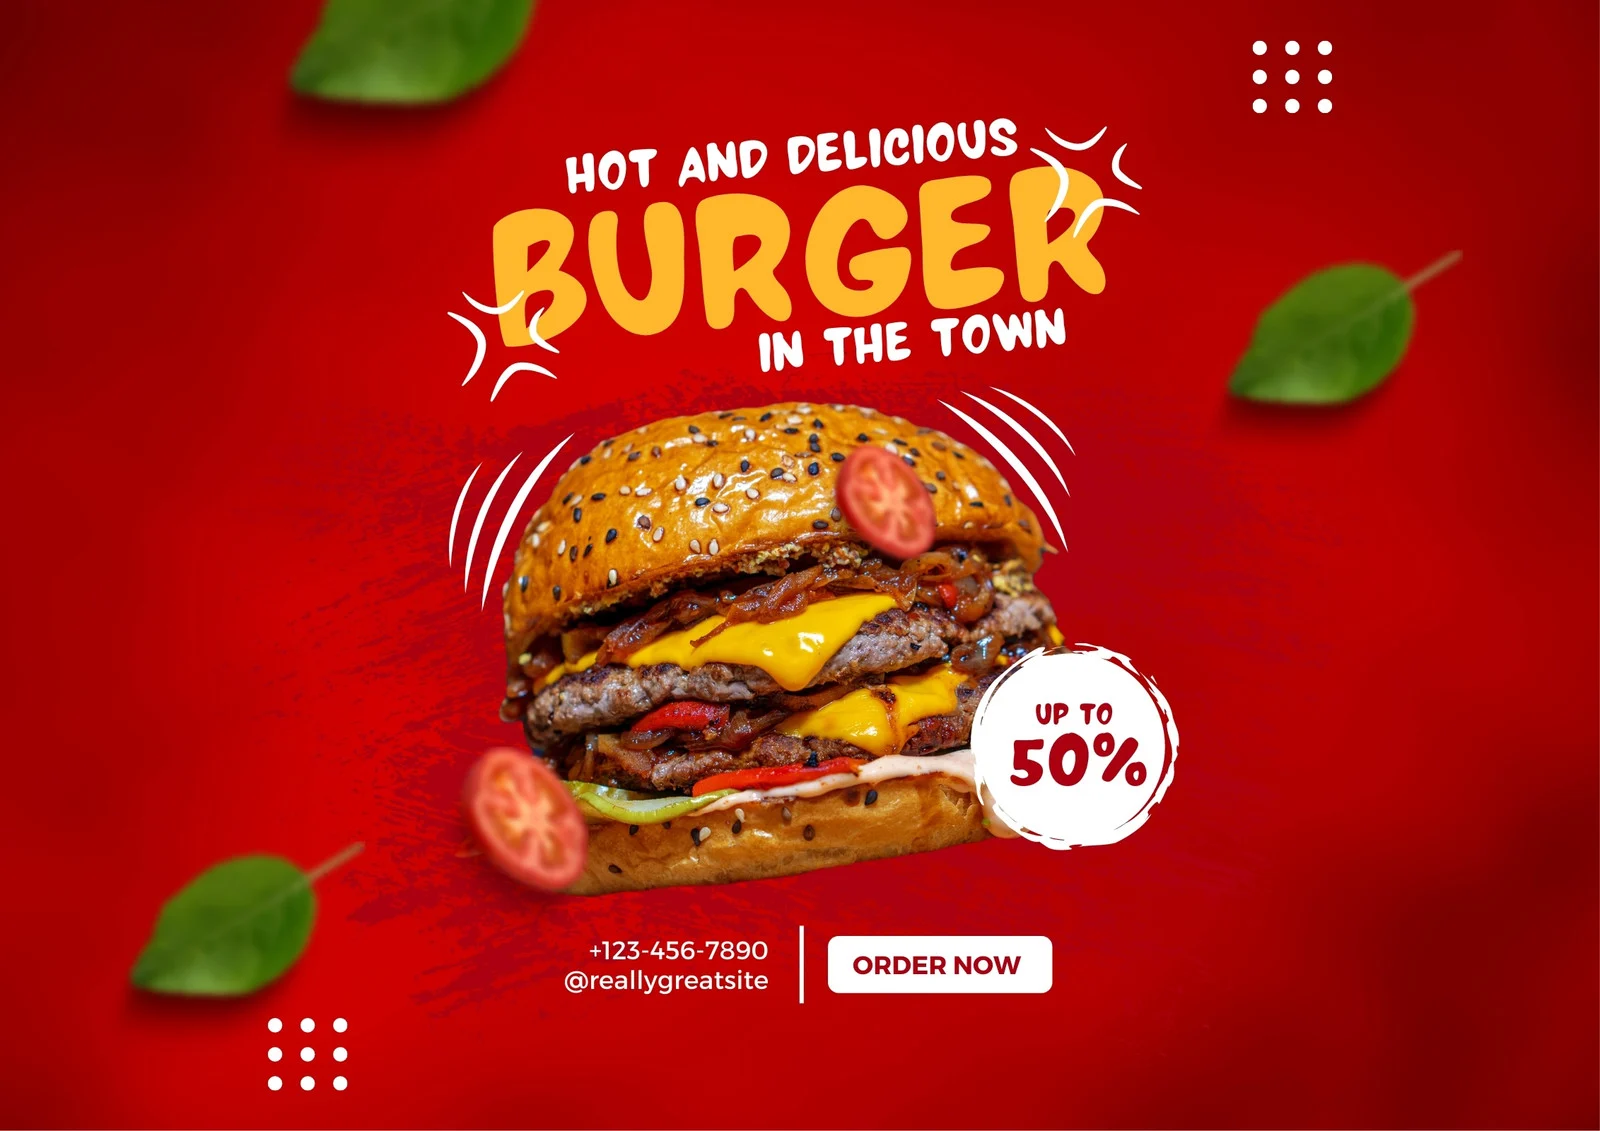 HOT AND DELICIOUS
BURGER
IN THE TOWN
UP TO
50%
+123-456-7890
@reallygreatsite
ORDER NOW